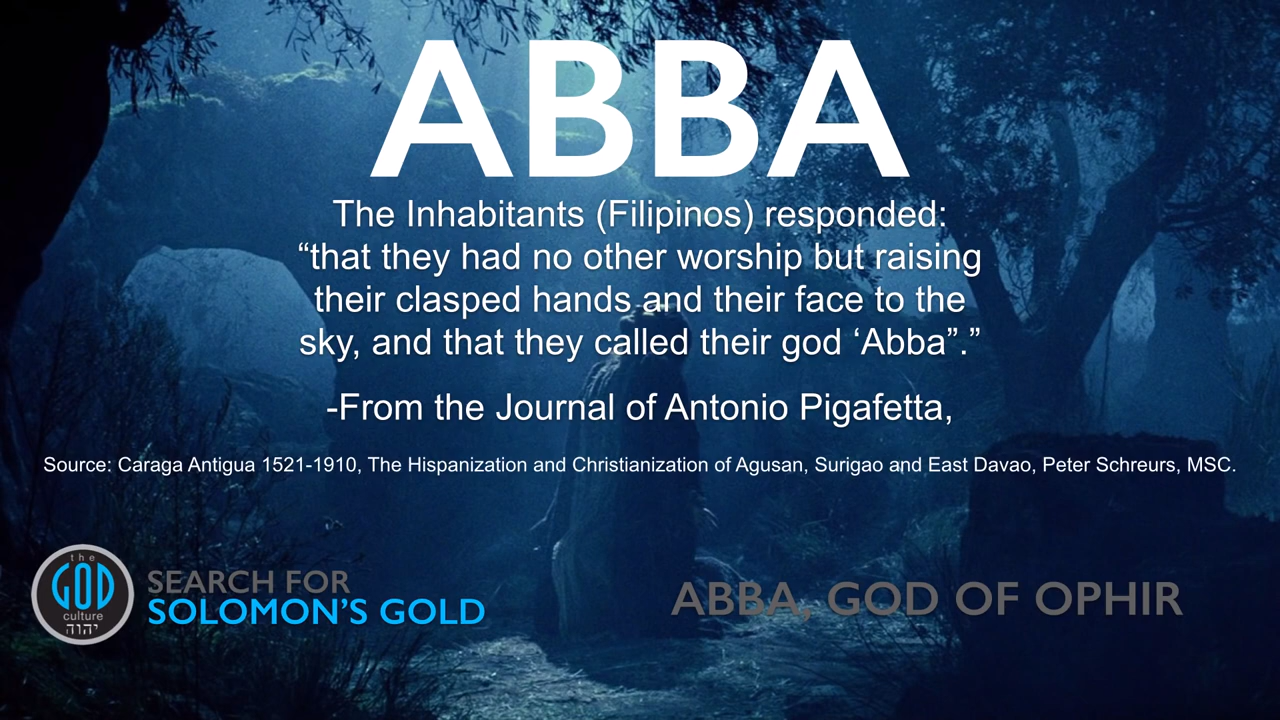 ABBA
The Inhabitants (Filipinos) responded:
“that they had no other worship but raising
their clasped hands and their face to the
sky, and that they called their god ‘Abba”.”
-From the Journal of Antonio Pigafetta,
Source: Caraga Antigua 1521-1910, The Hispanization and Christianization of Agusan, Surigao and East Davao, Peter Schreurs, MSC.
the
GOD
culture
יהוה
SEARCH FOR
SOLOMON’S GOLD
ABBA, GOD OF OPHIR